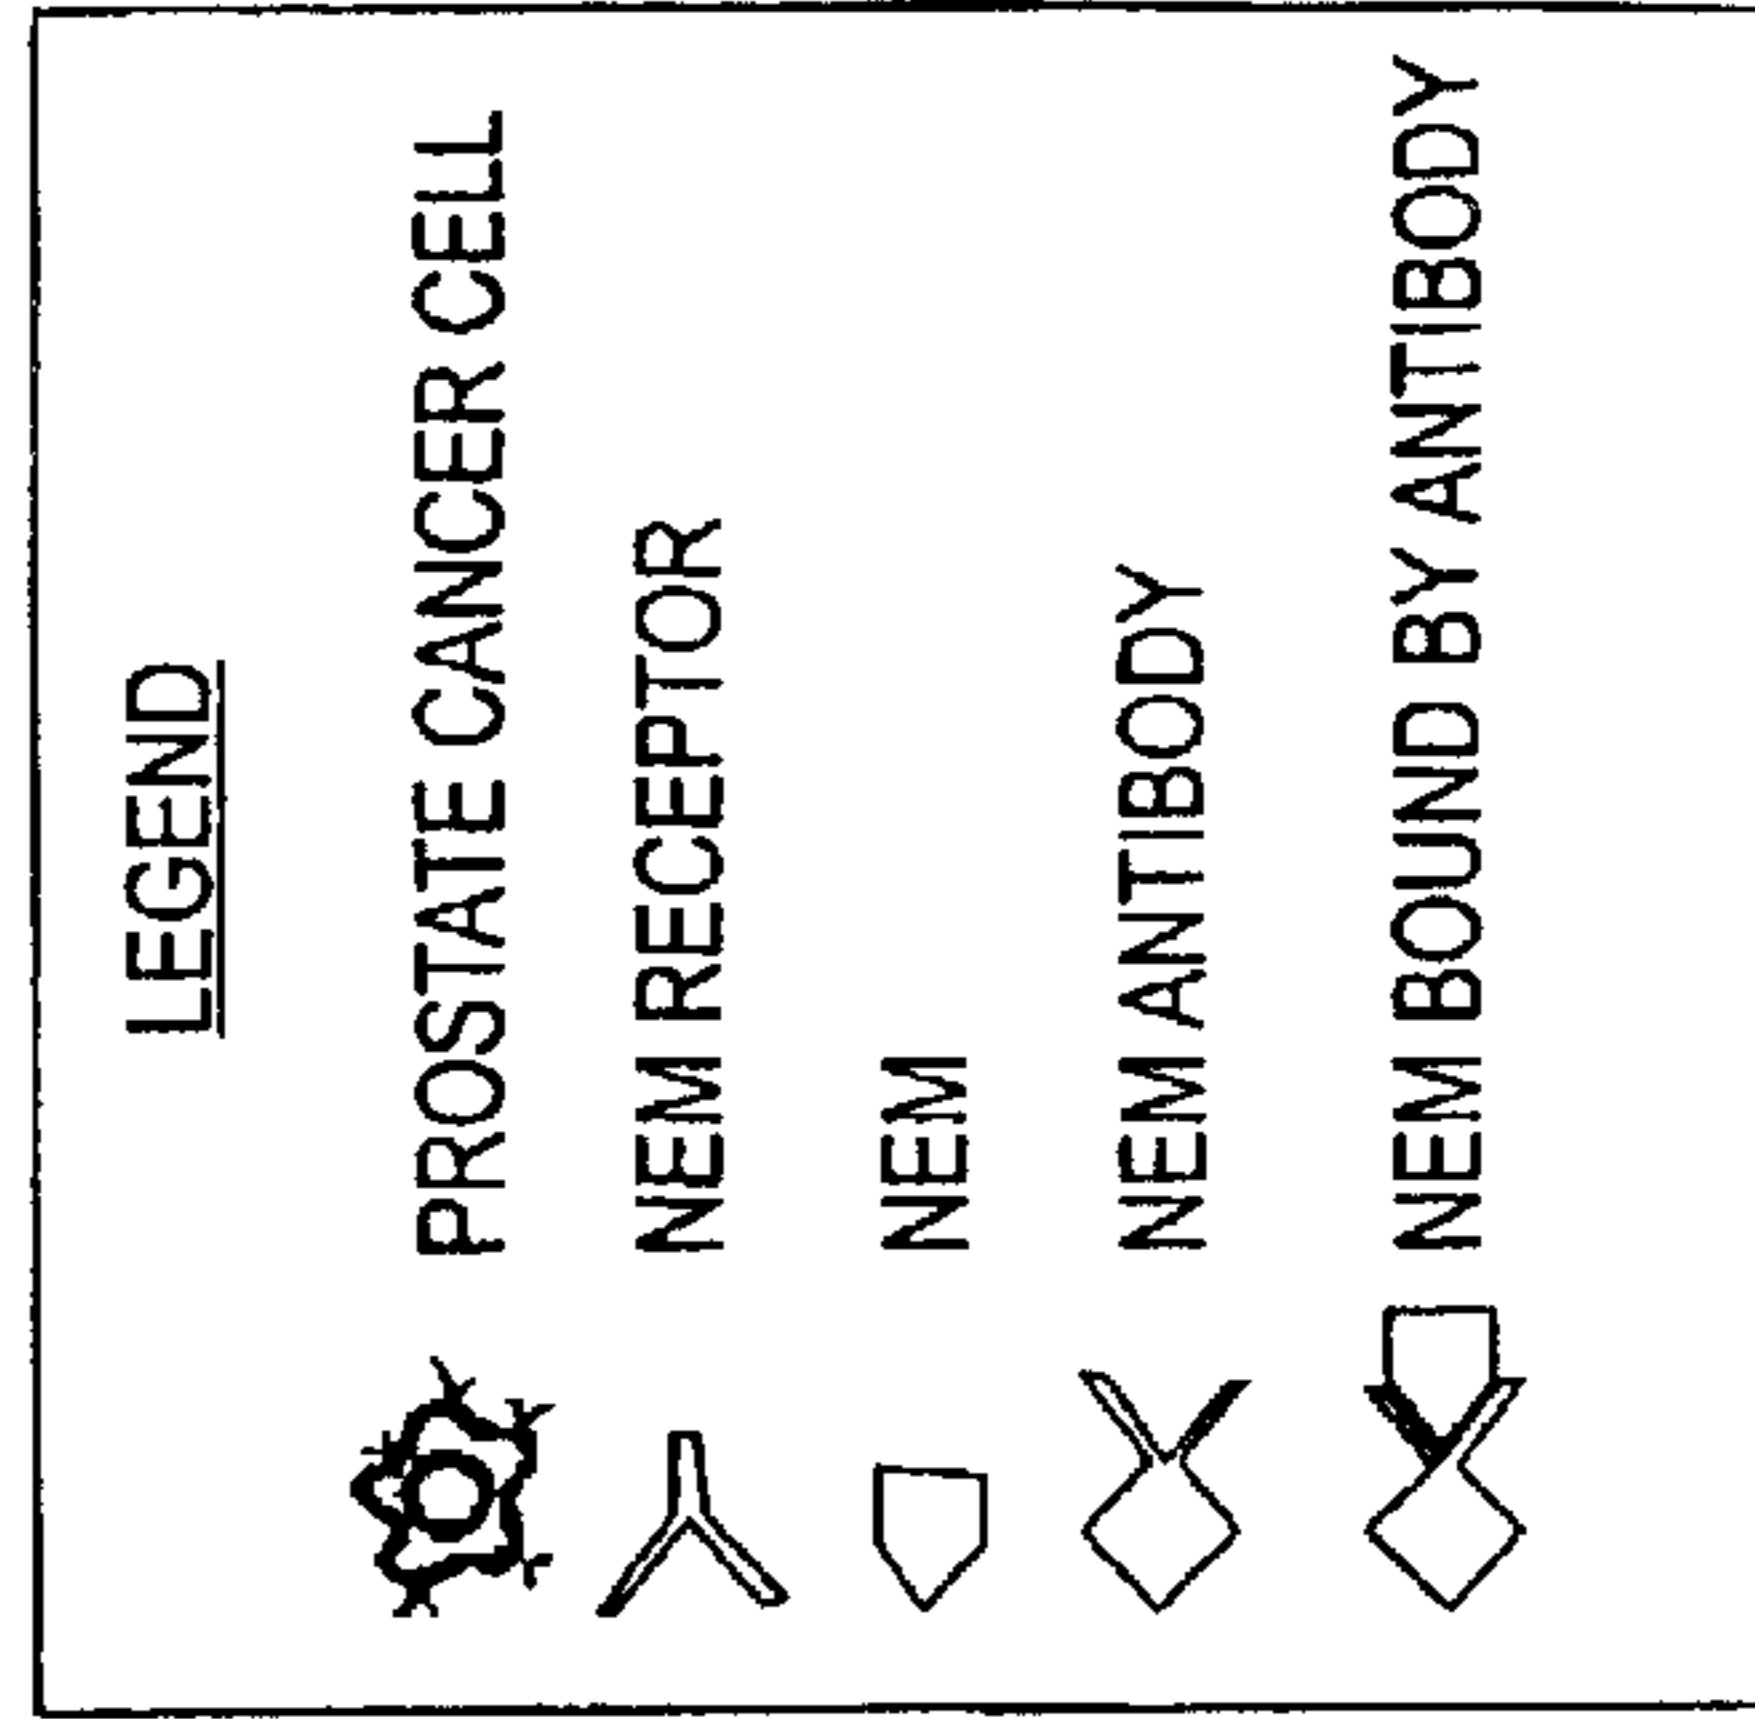 LEGEND
PROSTATE CANCER CELL
NEM RECEPTOR
NEM
NEM ANTIBODY
NEM BOUND BY ANTIBODY